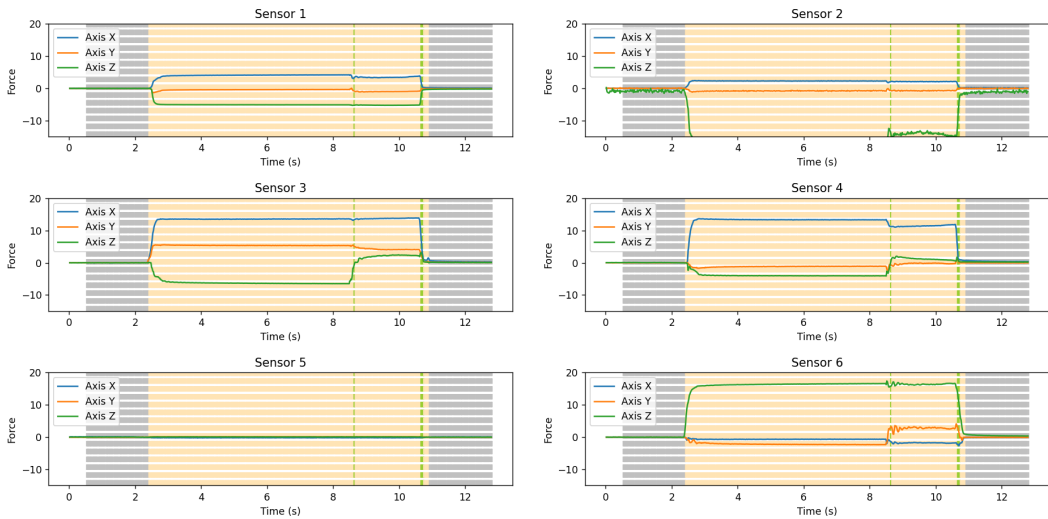 Sensor 1
20
10
0
−10
Force
Axis X
Axis Y
Axis Z
0 2 4 6 8 10 12
Time (s)
Sensor 2
20
10
0
−10
Force
Axis X
Axis Y
Axis Z
0 2 4 6 8 10 12
Time (s)
Sensor 3
20
10
0
−10
Force
Axis X
Axis Y
Axis Z
0 2 4 6 8 10 12
Time (s)
Sensor 4
20
10
0
−10
Force
Axis X
Axis Y
Axis Z
0 2 4 6 8 10 12
Time (s)
Sensor 5
20
10
0
−10
Force
Axis X
Axis Y
Axis Z
0 2 4 6 8 10 12
Time (s)
Sensor 6
20
10
0
−10
Force
Axis X
Axis Y
Axis Z
0 2 4 6 8 10 12
Time (s)